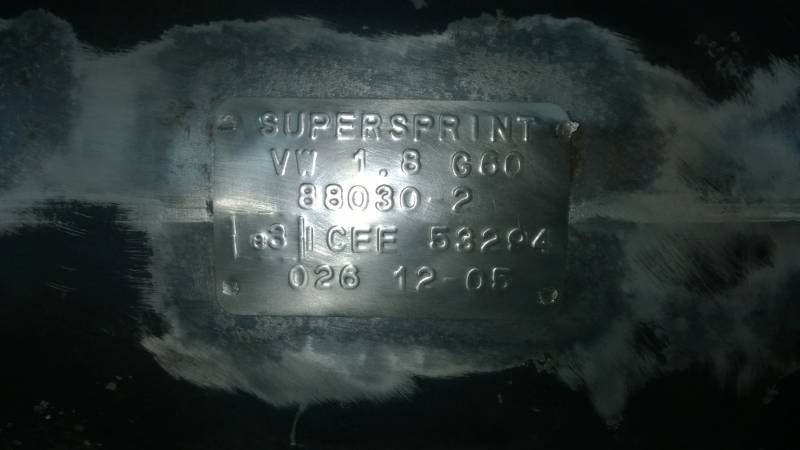 SUPERSPRINT
VW 1.8 G60
88030-2
e3 CEE 53294
026 12-05